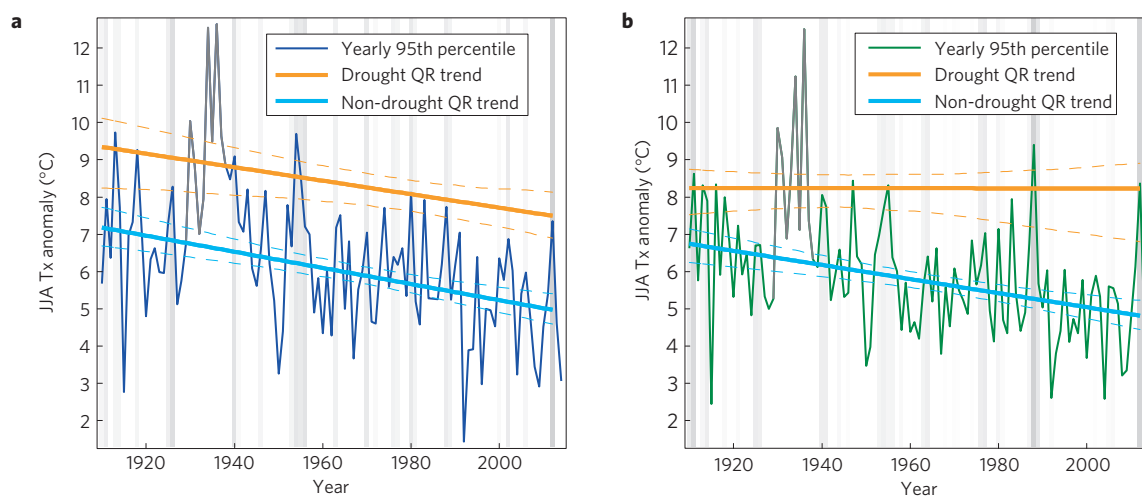 a
12
11
10
9
8
7
6
5
4
3
2
JJA Tx anomaly (°C)
Yearly 95th percentile
Drought QR trend
Non-drought QR trend
1920 1940 1960 1980 2000
Year
b
12
11
10
9
8
7
6
5
4
3
2
JJA Tx anomaly (°C)
Yearly 95th percentile
Drought QR trend
Non-drought QR trend
1920 1940 1960 1980 2000
Year